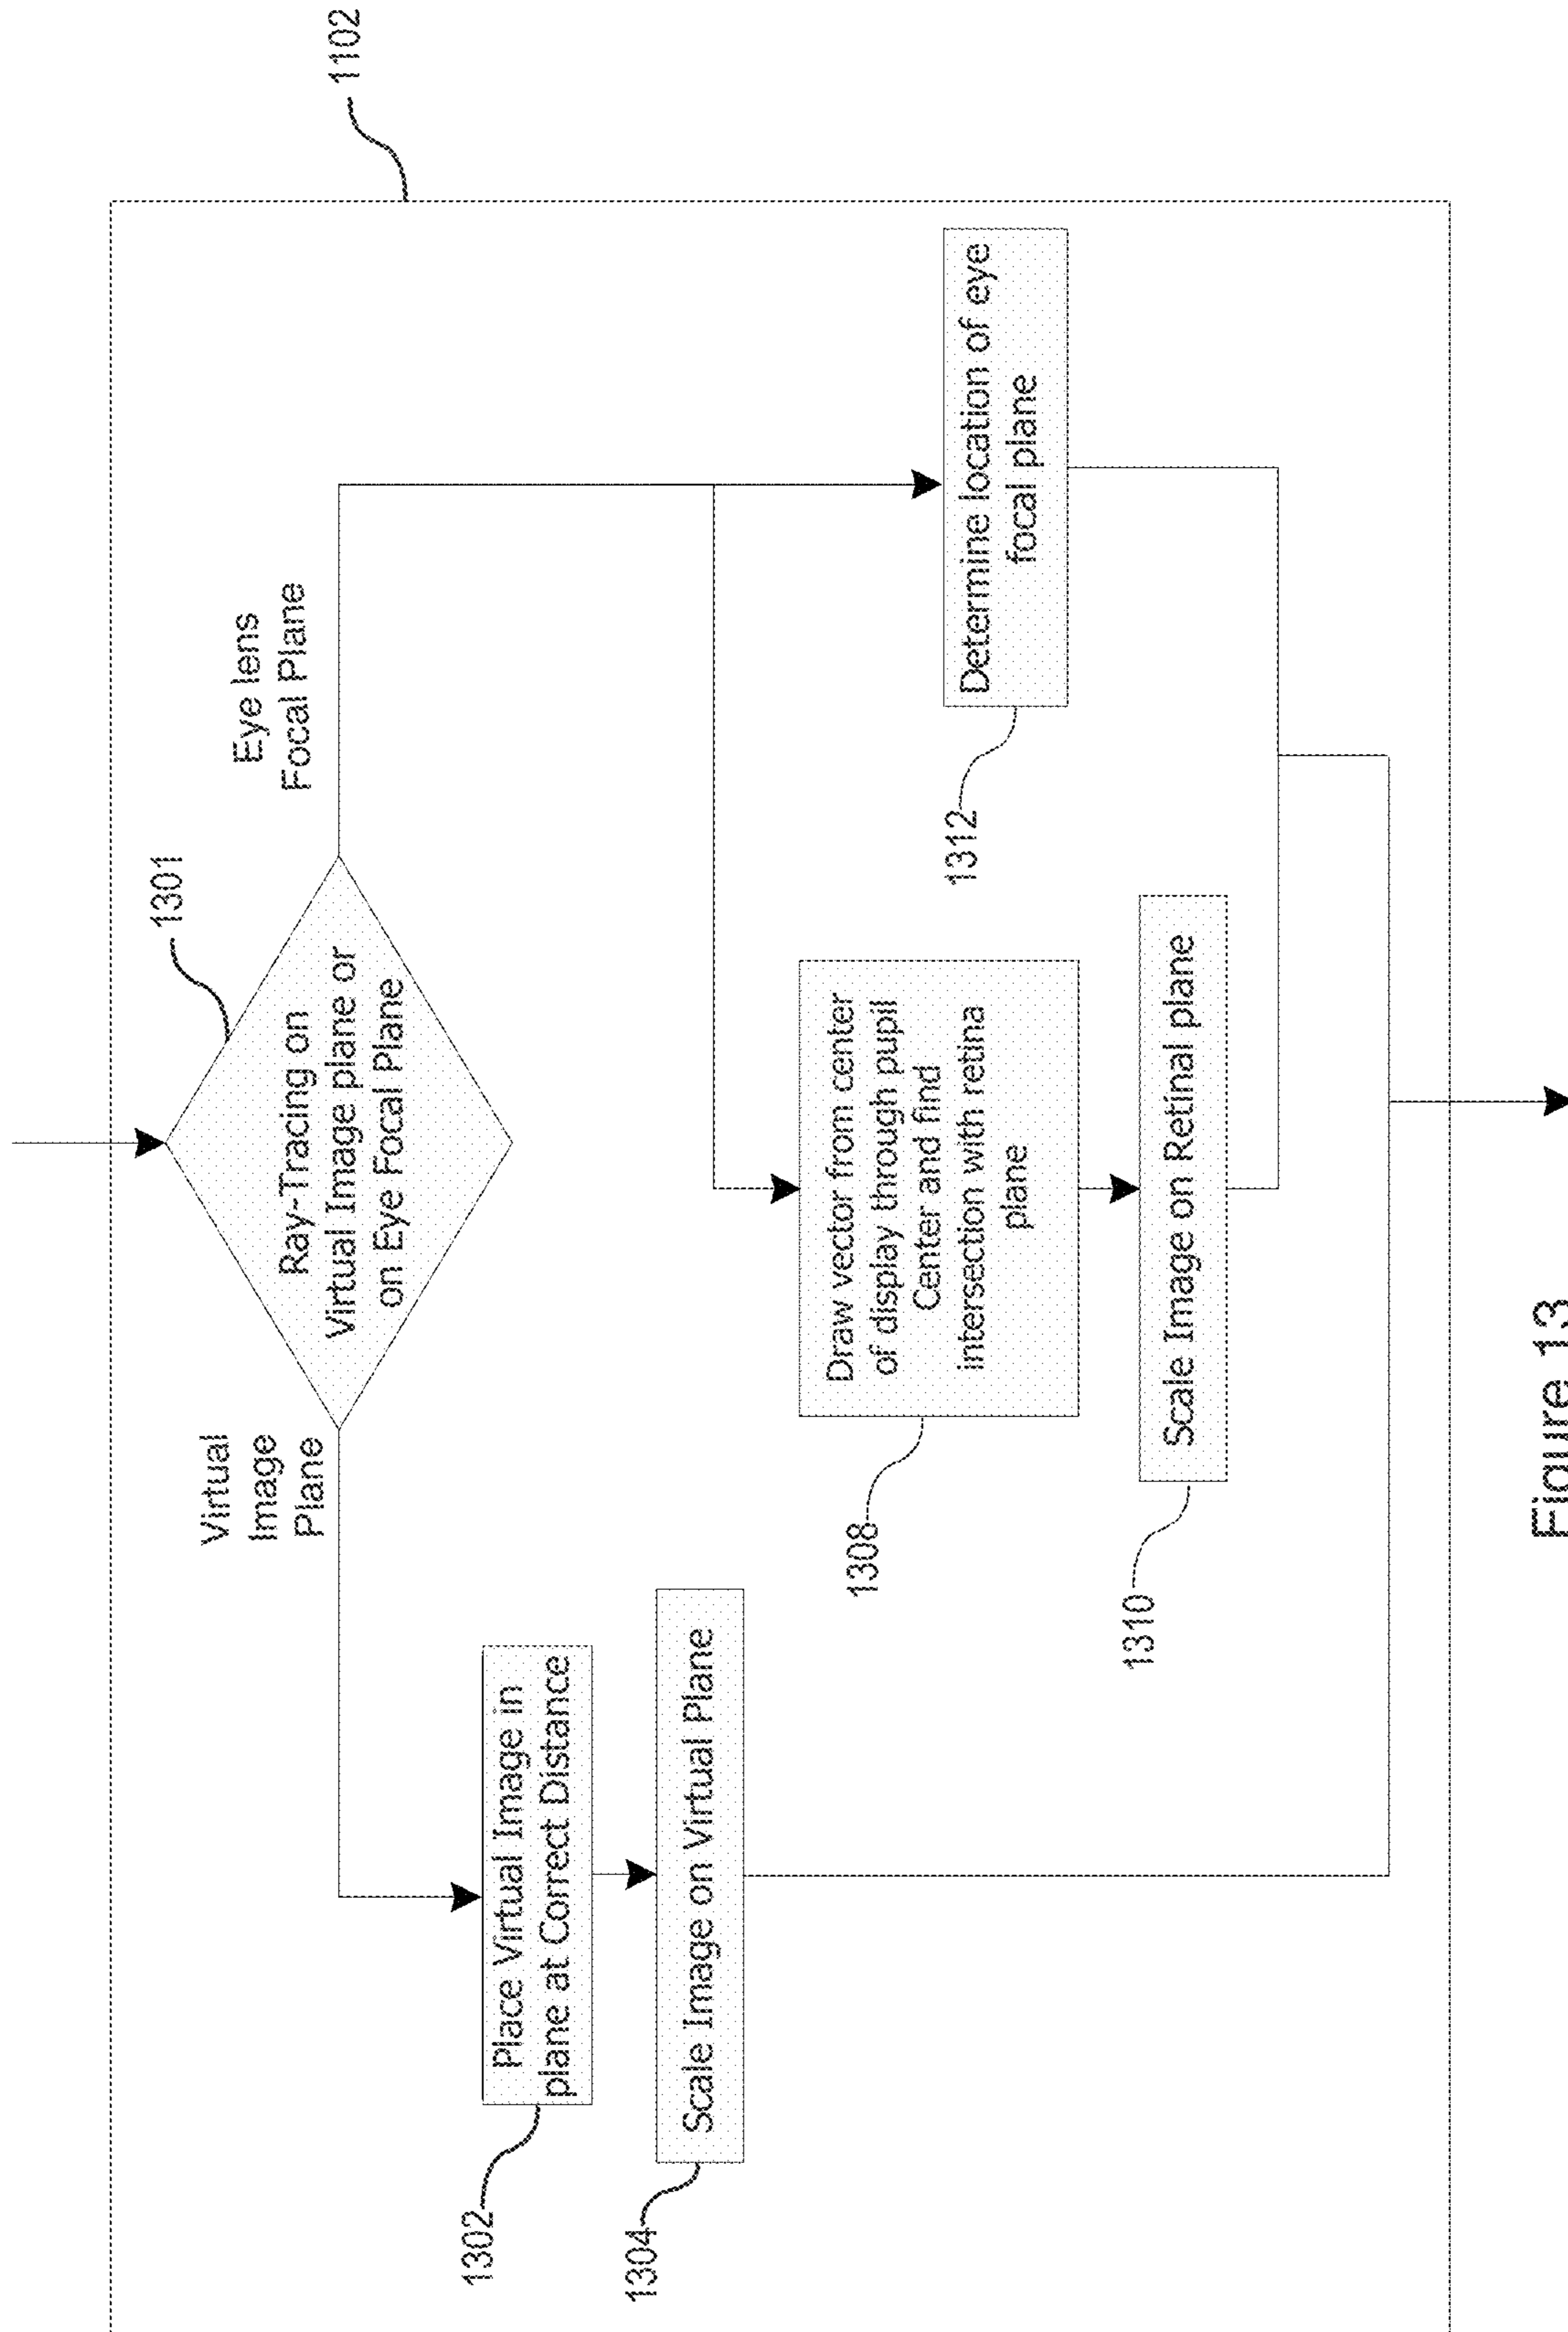 1102
1301
Ray-Tracing on
Virtual Image plane or
on Eye Focal Plane
Virtual
Image
Plane
Eye lens
Focal Plane
1302
Place Virtual Image in
plane at Correct Distance
1304
Scale Image on Virtual Plane
1308
Draw vector from center
of display through pupil
Center and find
intersection with retina
plane
1310
Scale Image on Retinal plane
1312
Determine location of eye
focal plane
Figure 13